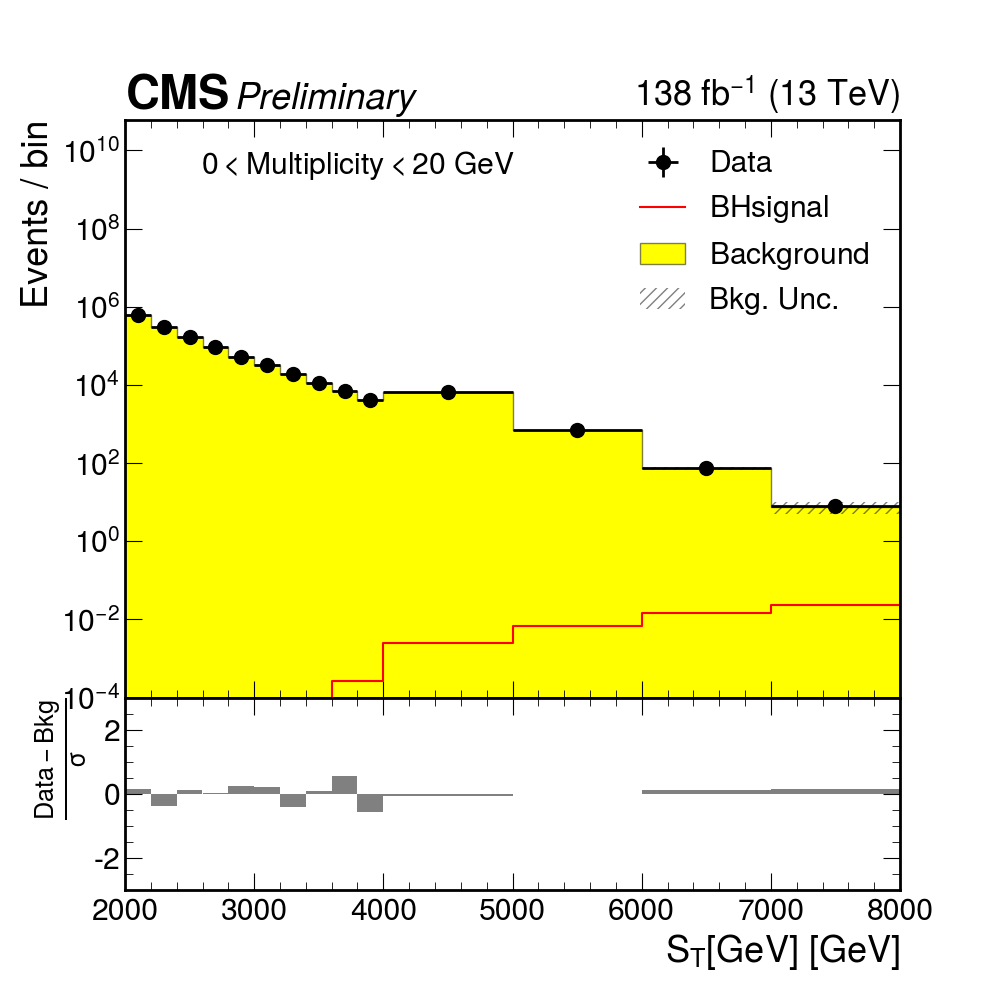 CMS Preliminary
138 fb⁻¹ (13 TeV)
Events / bin
0 < Multiplicity < 20 GeV
Data
BHsignal
Background
Bkg. Unc.
10¹⁰
10⁸
10⁶
10⁴
10²
10⁰
10⁻²
10⁻⁴
Data – Bkg
σ
2
0
-2
2000 3000 4000 5000 6000 7000 8000
S_T[GeV] [GeV]